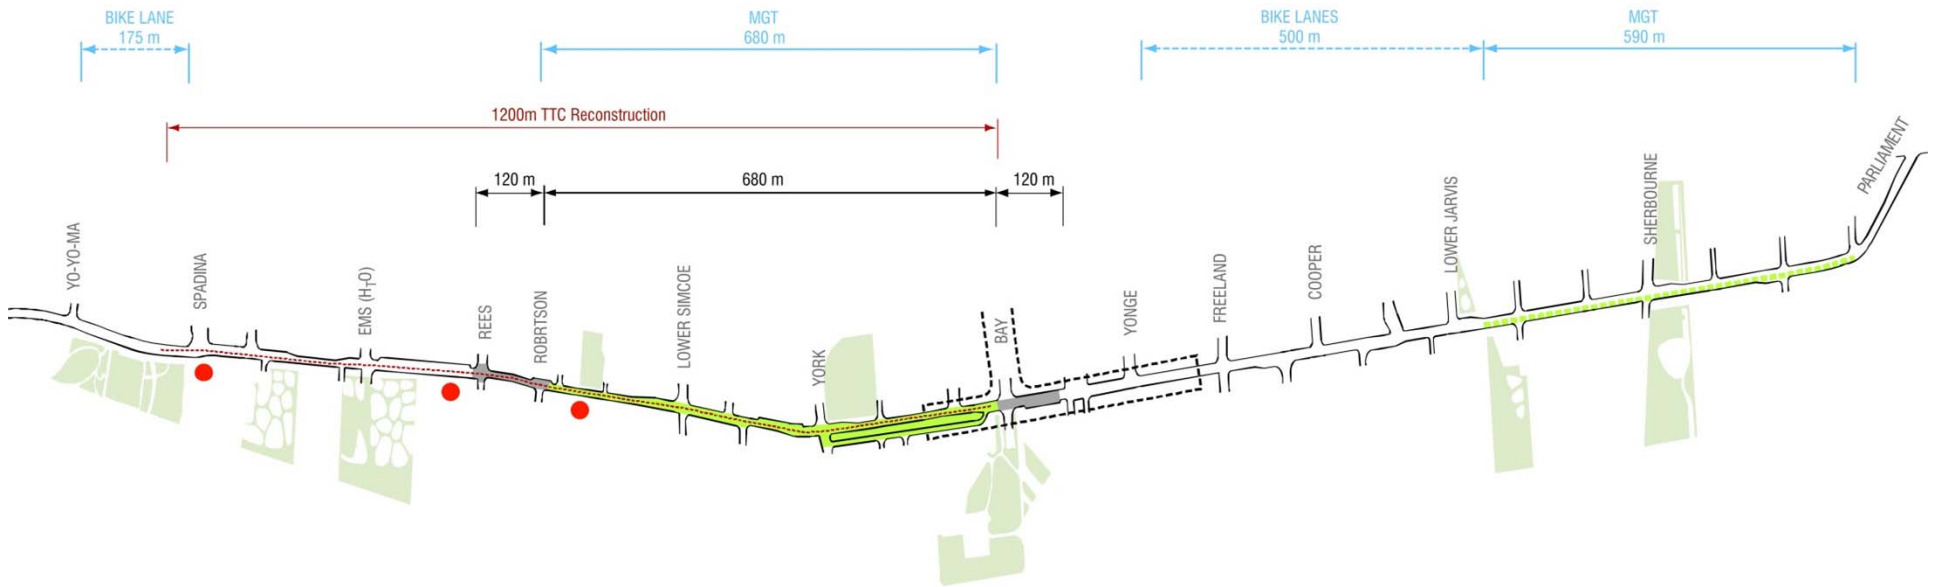 BIKE LANE
175 m
MGT
680 m
BIKE LANES
500 m
MGT
590 m
1200m TTC Reconstruction
120 m
680 m
120 m
YO-YO-MA
SPADINA
EMS (HTO)
REES
ROBRTSON
LOWER SIMCOE
YORK
BAY
YONGE
FREELAND
COOPER
LOWER JARVIS
SHERBOURNE
PARLIAMENT